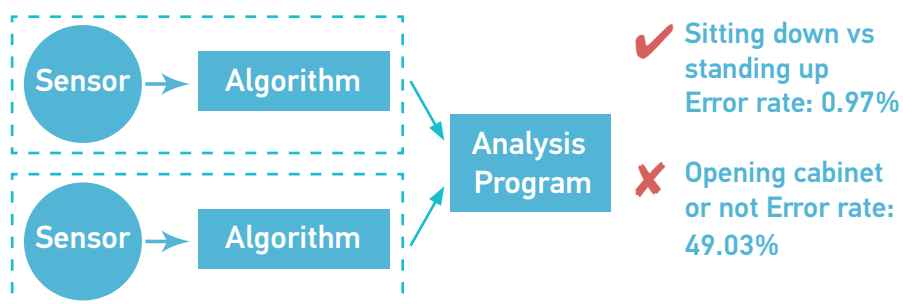 Sensor
Algorithm
Sensor
Algorithm
Analysis
Program
Sitting down vs
standing up
Error rate: 0.97%
Opening cabinet
or not Error rate:
49.03%